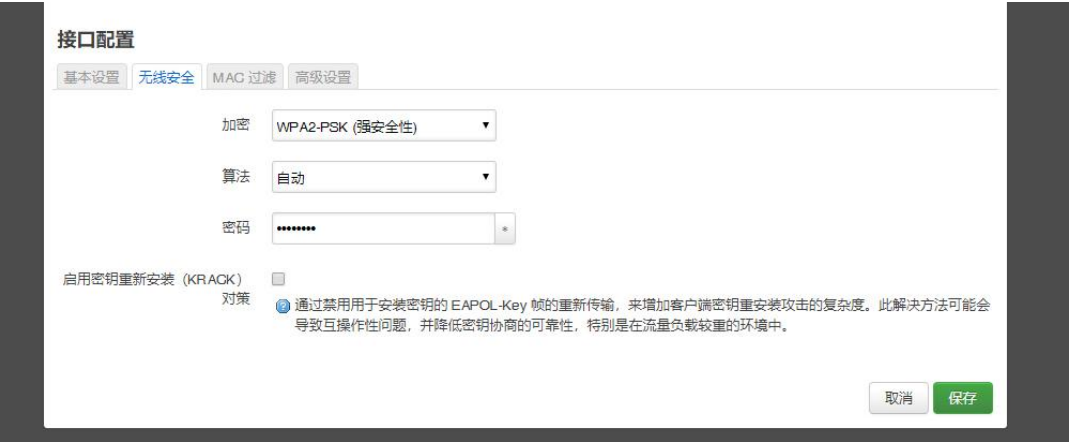 接口配置
基本设置 无线安全 MAC 过滤 高级设置
加密 WPA2-PSK (强安全性)
算法 自动
密码 •••••••• *
启用密钥重新安装（KRACK）
对策
通过禁用用于安装密钥的 EAPOL-Key 帧的重新传输，来增加客户端密钥重安装攻击的复杂度。此解决方法可能会
导致互操作性问题，并降低密钥协商的可靠性，特别是在流量负载较重的环境中。
取消 保存